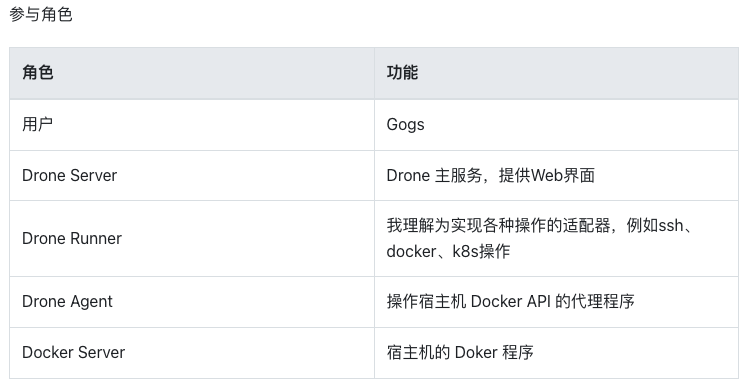 参与角色
角色 功能
用户 Gogs
Drone Server Drone 主服务，提供Web界面
Drone Runner 我理解为实现各种操作的适配器，例如ssh、
docker、k8s操作
Drone Agent 操作宿主机 Docker API 的代理程序
Docker Server 宿主机的 Doker 程序